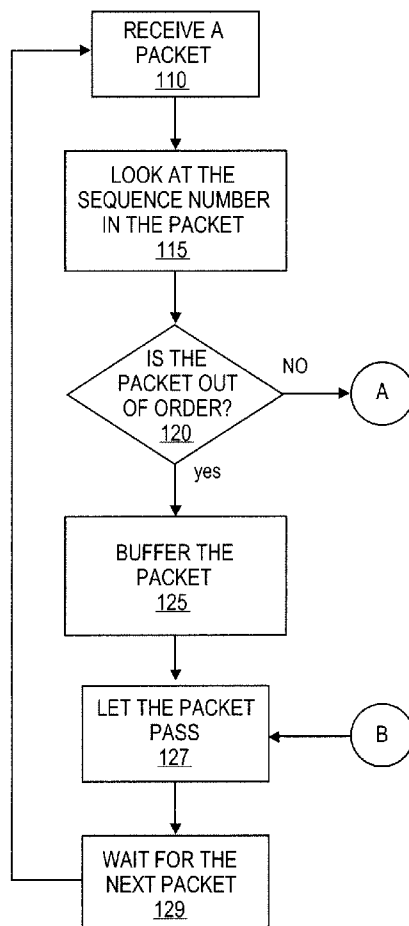 RECEIVE A
PACKET
110
LOOK AT THE
SEQUENCE NUMBER
IN THE PACKET
115
IS THE
PACKET OUT
OF ORDER?
120
NO
A
yes
BUFFER THE
PACKET
125
LET THE PACKET
PASS
127
B
WAIT FOR THE
NEXT PACKET
129